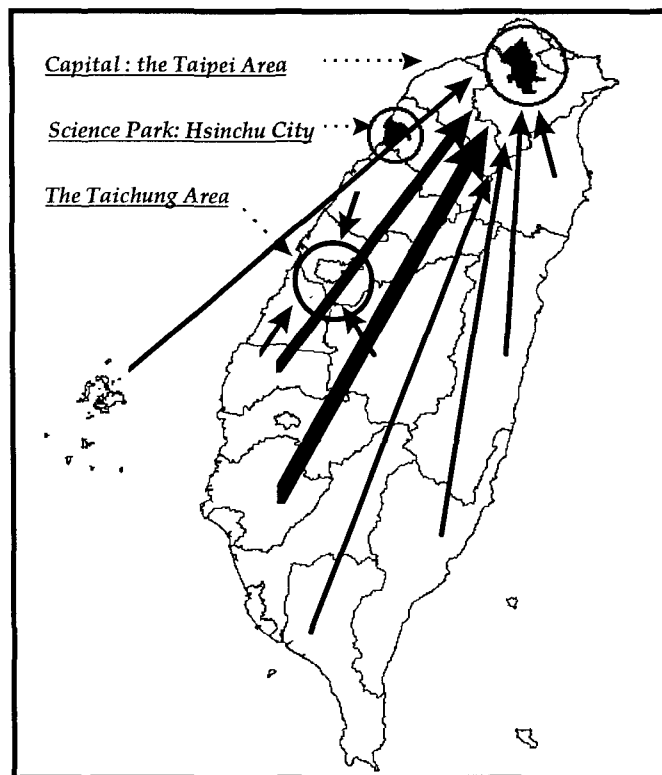 Capital : the Taipei Area
Science Park: Hsinchu City
The Taichung Area